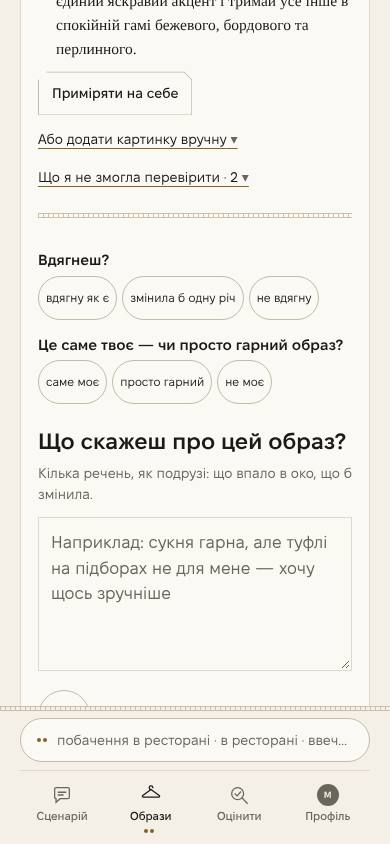 єдиний яскравий акцент і тримай усе інше в
спокійній гамі бежевого, бордового та
перлинного.
Приміряти на себе
Або додати картинку вручну ▾
Що я не змогла перевірити · 2 ▾
Вдягнеш?
вдягну як є
змінила б одну річ
не вдягну
Це саме твоє — чи просто гарний образ?
саме моє
просто гарний
не моє
Що скажеш про цей образ?
Кілька речень, як подрузі: що впало в око, що б
змінила.
Наприклад: сукня гарна, але туфлі
на підборах не для мене — хочу
щось зручніше
побачення в ресторані · в ресторані · ввеч...
Сценарій
Образи
Оцінити
М
Профіль